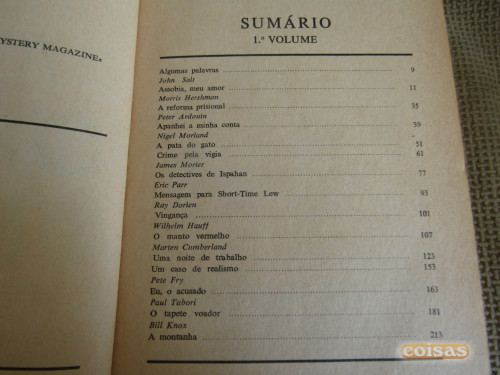 YSTERY MAGAZINE.
SUMÁRIO
1.º VOLUME
Algumas palavras 9
John Salt
Assobia, meu amor 11
Morris Hershman
A reforma prisional 35
Peter Ardouin
Apanhei a minha conta 39
Nigel Morland
A pata do gato 51
Crime pela vigia 61
James Morier
Os detectives de Ispahan 77
Eric Parr
Mensagem para Short-Time Lew 93
Ray Dorien
Vingança 101
Wilhelm Hauff
O manto vermelho 107
Marten Cumberland
Uma noite de trabalho 123
Um caso de realismo 153
Pete Fry
Eu, o acusado 163
Paul Tabori
O tapete voador 181
Bill Knox
A montanha 213
coisas